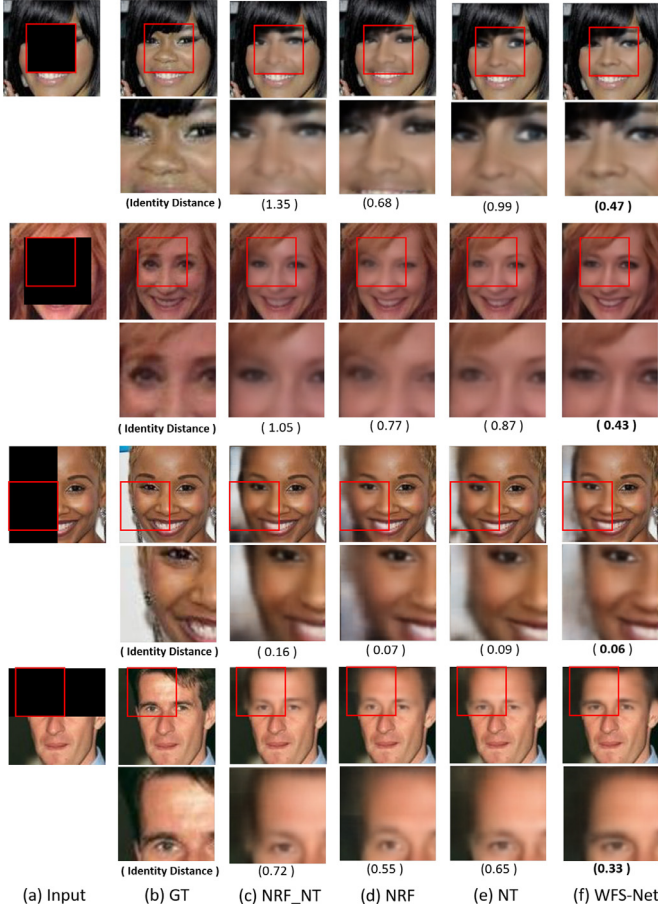 (Identity Distance )
(1.35 )
(0.68 )
(0.99 )
(0.47 )
( Identity Distance )
( 1.05 )
( 0.77 )
( 0.87 )
( 0.43 )
( Identity Distance )
( 0.16 )
( 0.07 )
( 0.09 )
( 0.06 )
( Identity Distance )
(0.72 )
(0.55 )
(0.65 )
(0.33 )
(a) Input
(b) GT
(c) NRF_NT
(d) NRF
(e) NT
(f) WFS-Net